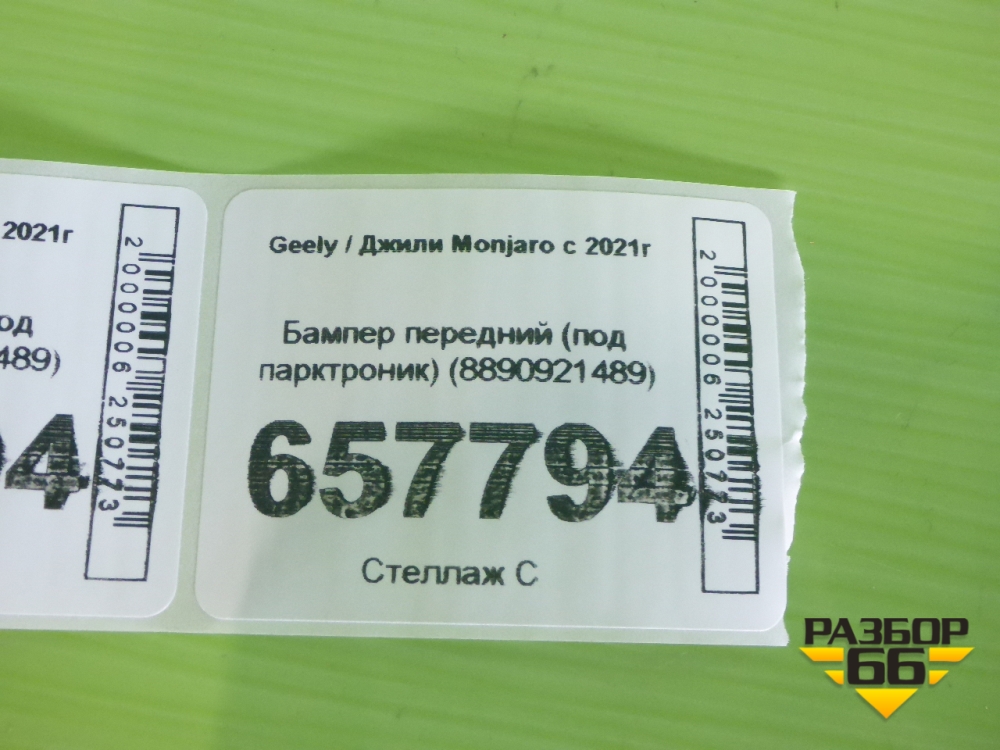 2021г
од
489)
94
2000006250773
Geely / Джили Monjaro с 2021г
Бампер передний (под
парктроник) (8890921489)
657794
Стеллаж С
2000006250773
РАЗБОР
66